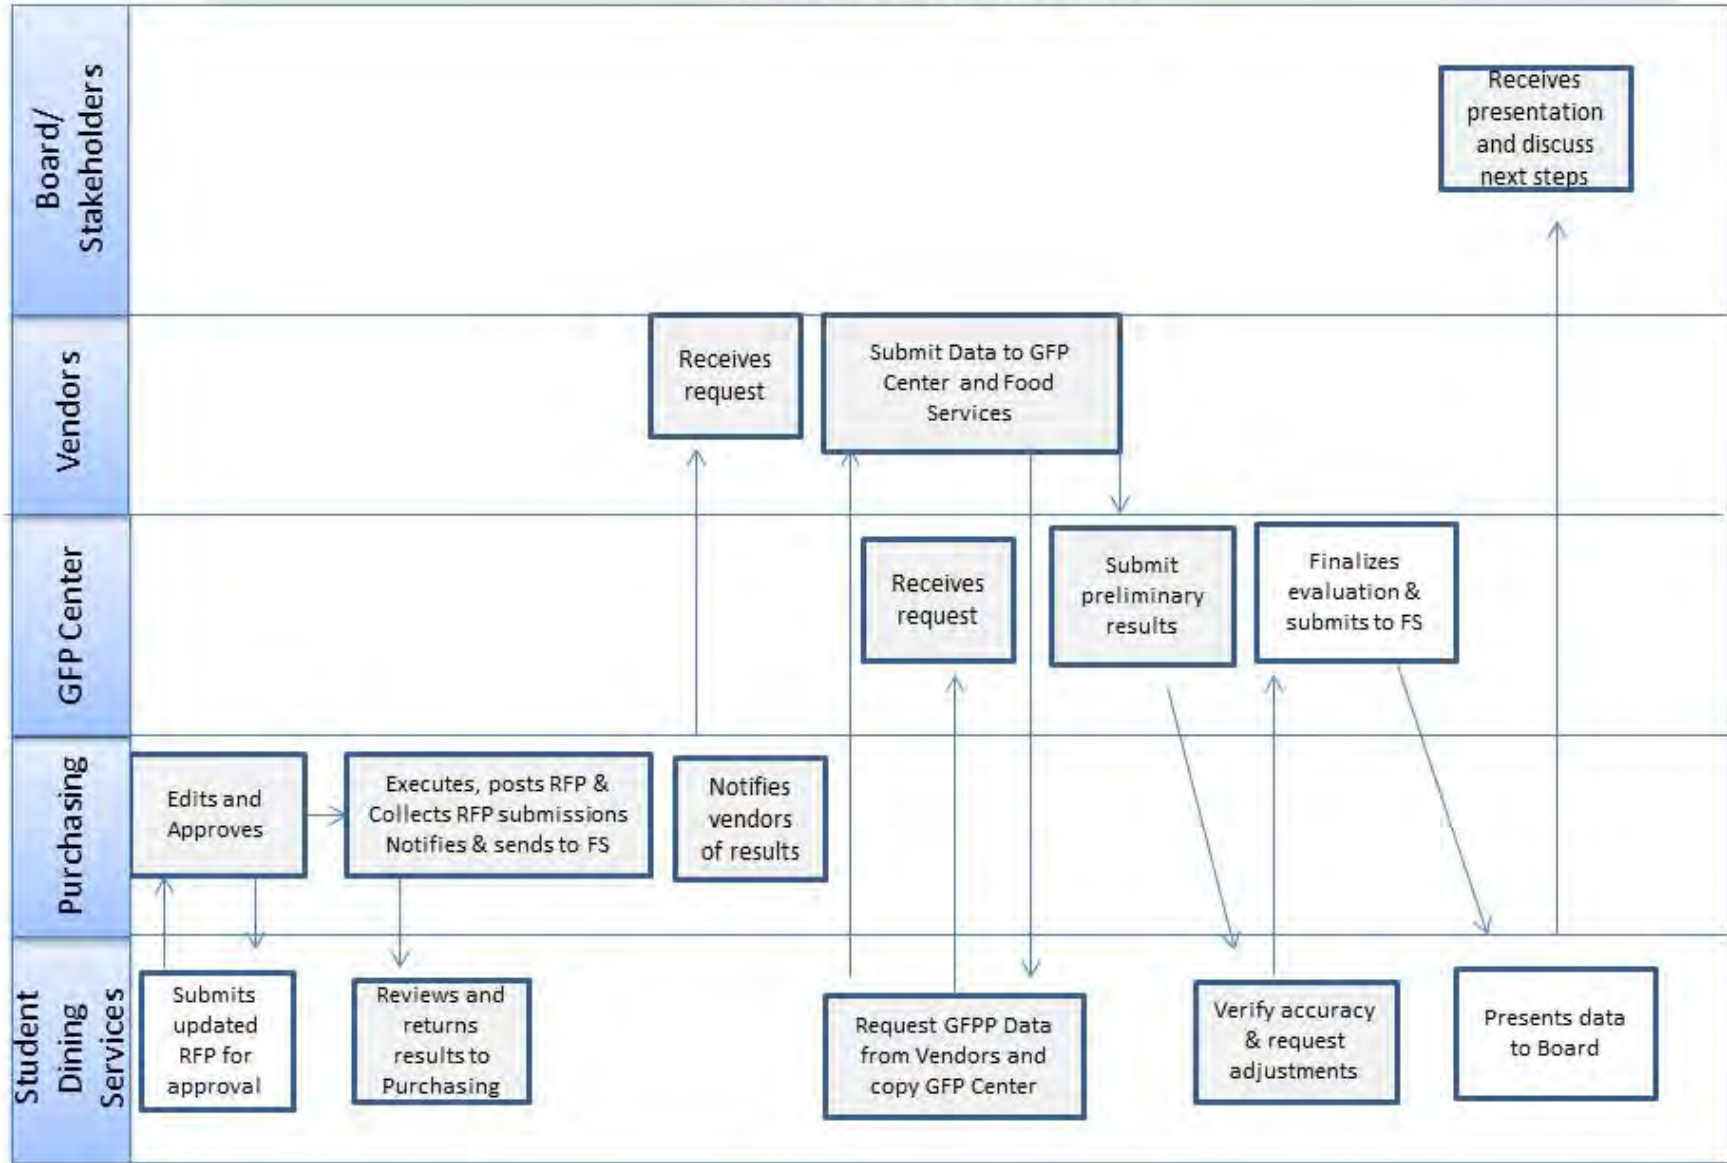 Board/
Stakeholders
Receives
presentation
and discuss
next steps
Vendors
Receives
request
Submit Data to GFP
Center and Food
Services
GFP Center
Receives
request
Submit
preliminary
results
Finalizes
evaluation &
submits to FS
Purchasing
Edits and
Approves
Executes, posts RFP &
Collects RFP submissions
Notifies & sends to FS
Notifies
vendors
of results
Student
Dining
Services
Submits
updated
RFP for
approval
Reviews and
returns
results to
Purchasing
Request GFPP Data
from Vendors and
copy GFP Center
Verify accuracy
& request
adjustments
Presents data
to Board